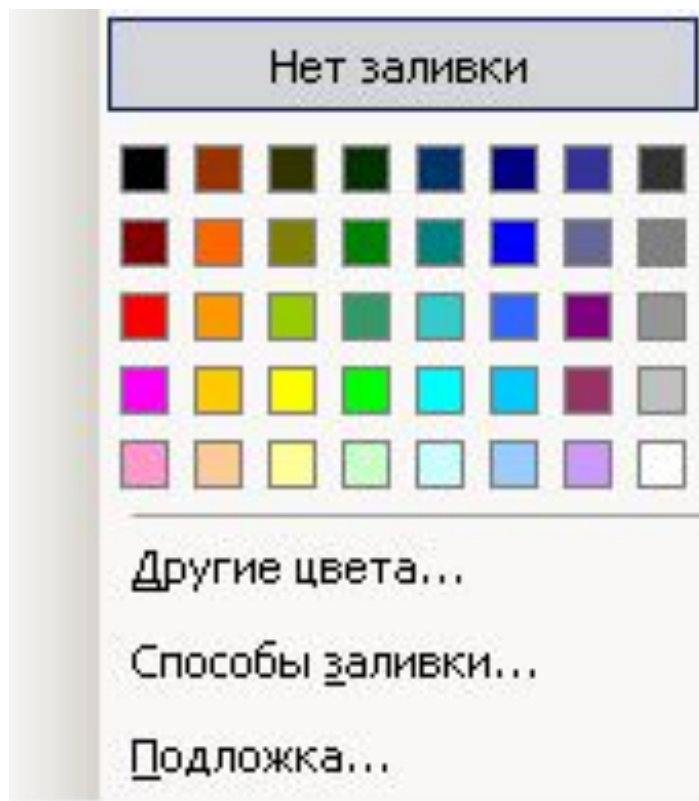 Нет заливки
Другие цвета...
Способы заливки...
Подложка...